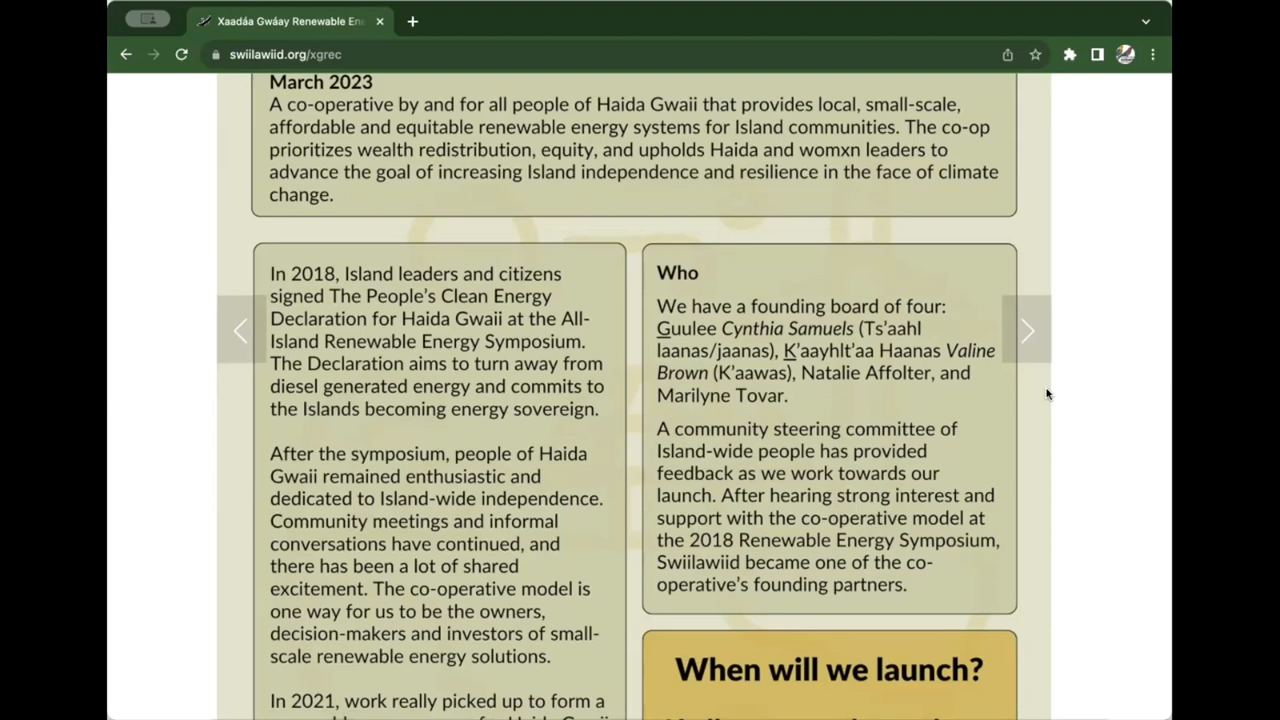 Xaadáa Gwáay Renewable En
swiilawiid.org/xgrec
March 2023
A co-operative by and for all people of Haida Gwaii that provides local, small-scale,
affordable and equitable renewable energy systems for Island communities. The co-op
prioritizes wealth redistribution, equity, and upholds Haida and womxn leaders to
advance the goal of increasing Island independence and resilience in the face of climate
change.
In 2018, Island leaders and citizens
signed The People's Clean Energy
Declaration for Haida Gwaii at the All-
Island Renewable Energy Symposium.
The Declaration aims to turn away from
diesel generated energy and commits to
the Islands becoming energy sovereign.
After the symposium, people of Haida
Gwaii remained enthusiastic and
dedicated to Island-wide independence.
Community meetings and informal
conversations have continued, and
there has been a lot of shared
excitement. The co-operative model is
one way for us to be the owners,
decision-makers and investors of small-
scale renewable energy solutions.
In 2021, work really picked up to form a
Who
We have a founding board of four:
G̱uulee Cynthia Samuels (Ts'aahl
laanas/jaanas), Ḵ'aayhlt'aa Haanas Valine
Brown (K'aawas), Natalie Affolter, and
Marilyne Tovar.
A community steering committee of
Island-wide people has provided
feedback as we work towards our
launch. After hearing strong interest and
support with the co-operative model at
the 2018 Renewable Energy Symposium,
Swiilawiid became one of the co-
operative's founding partners.
When will we launch?